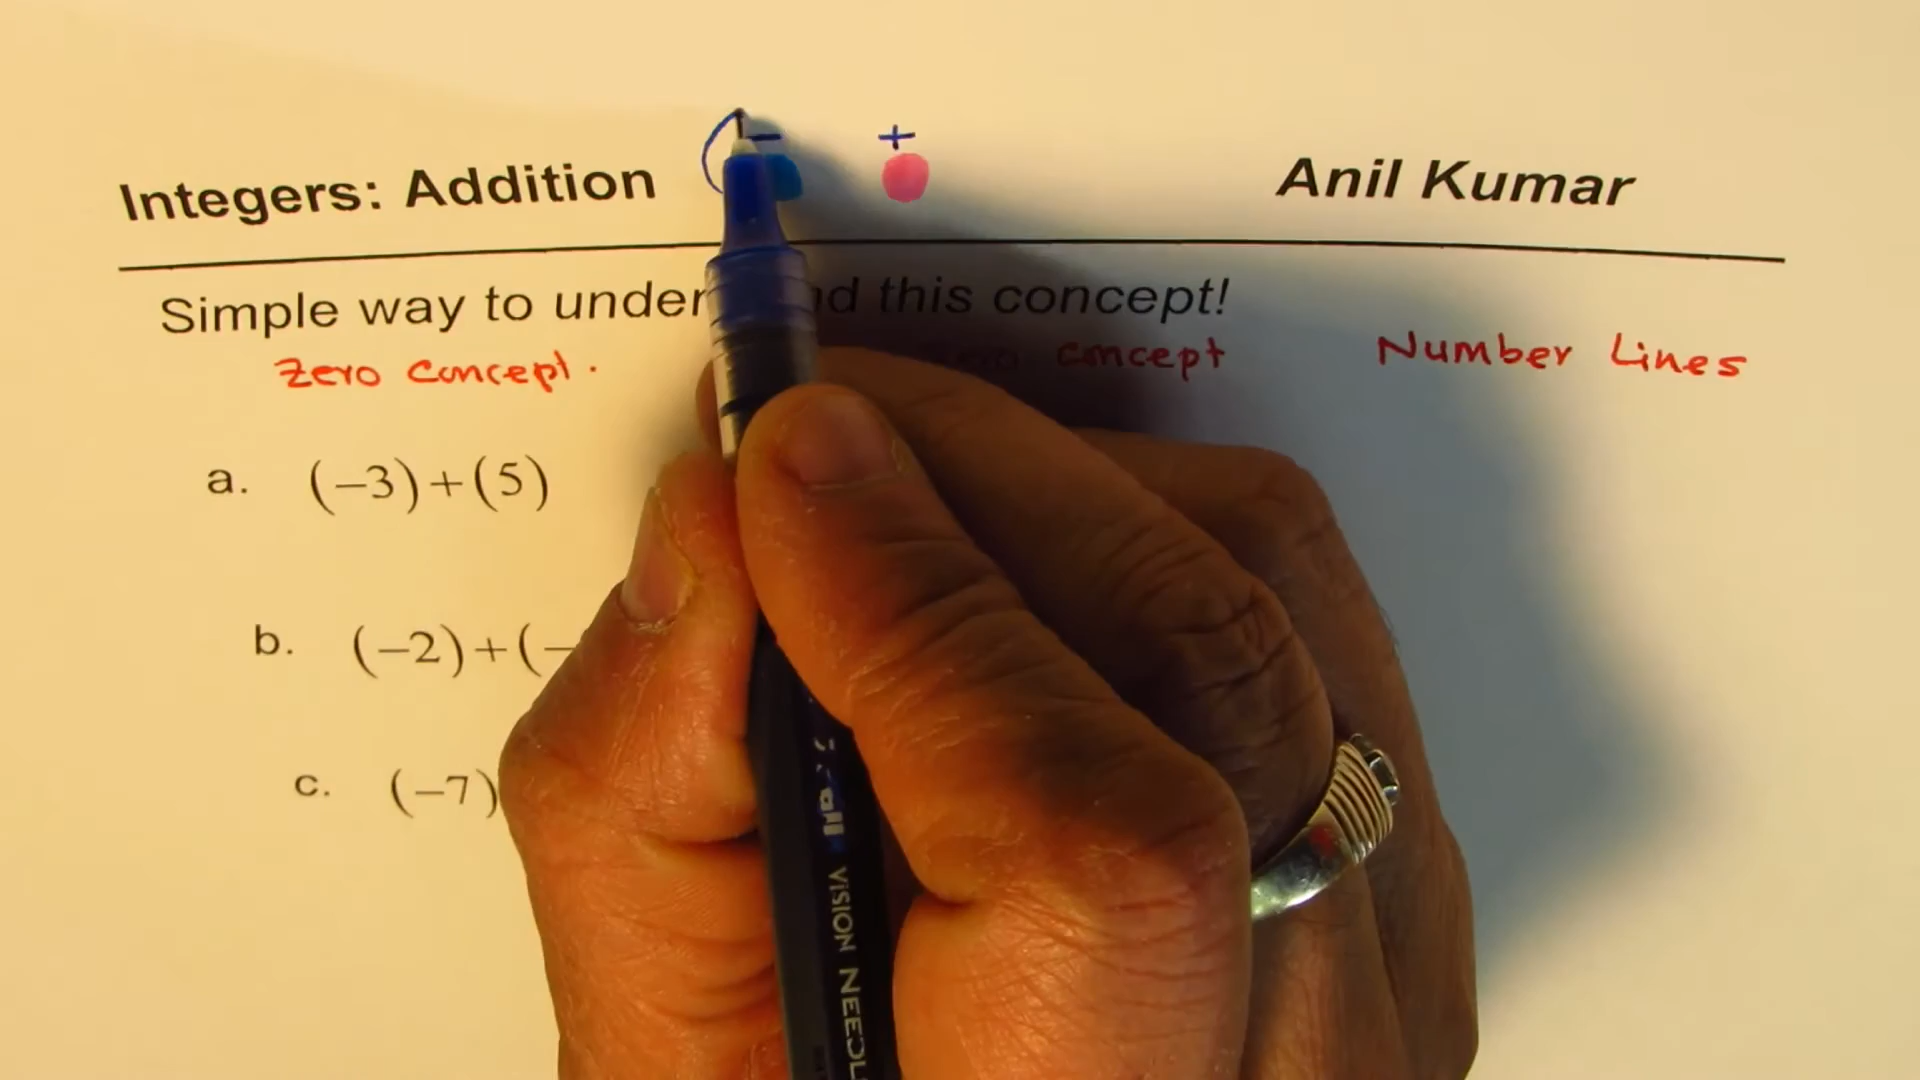 − +
Integers: Addition Anil Kumar
Simple way to under nd this concept!
Zero Concept. Concept Number Lines
a. (−3)+(5)
b. (−2)+(−
c. (−7)
VISION NEEDL